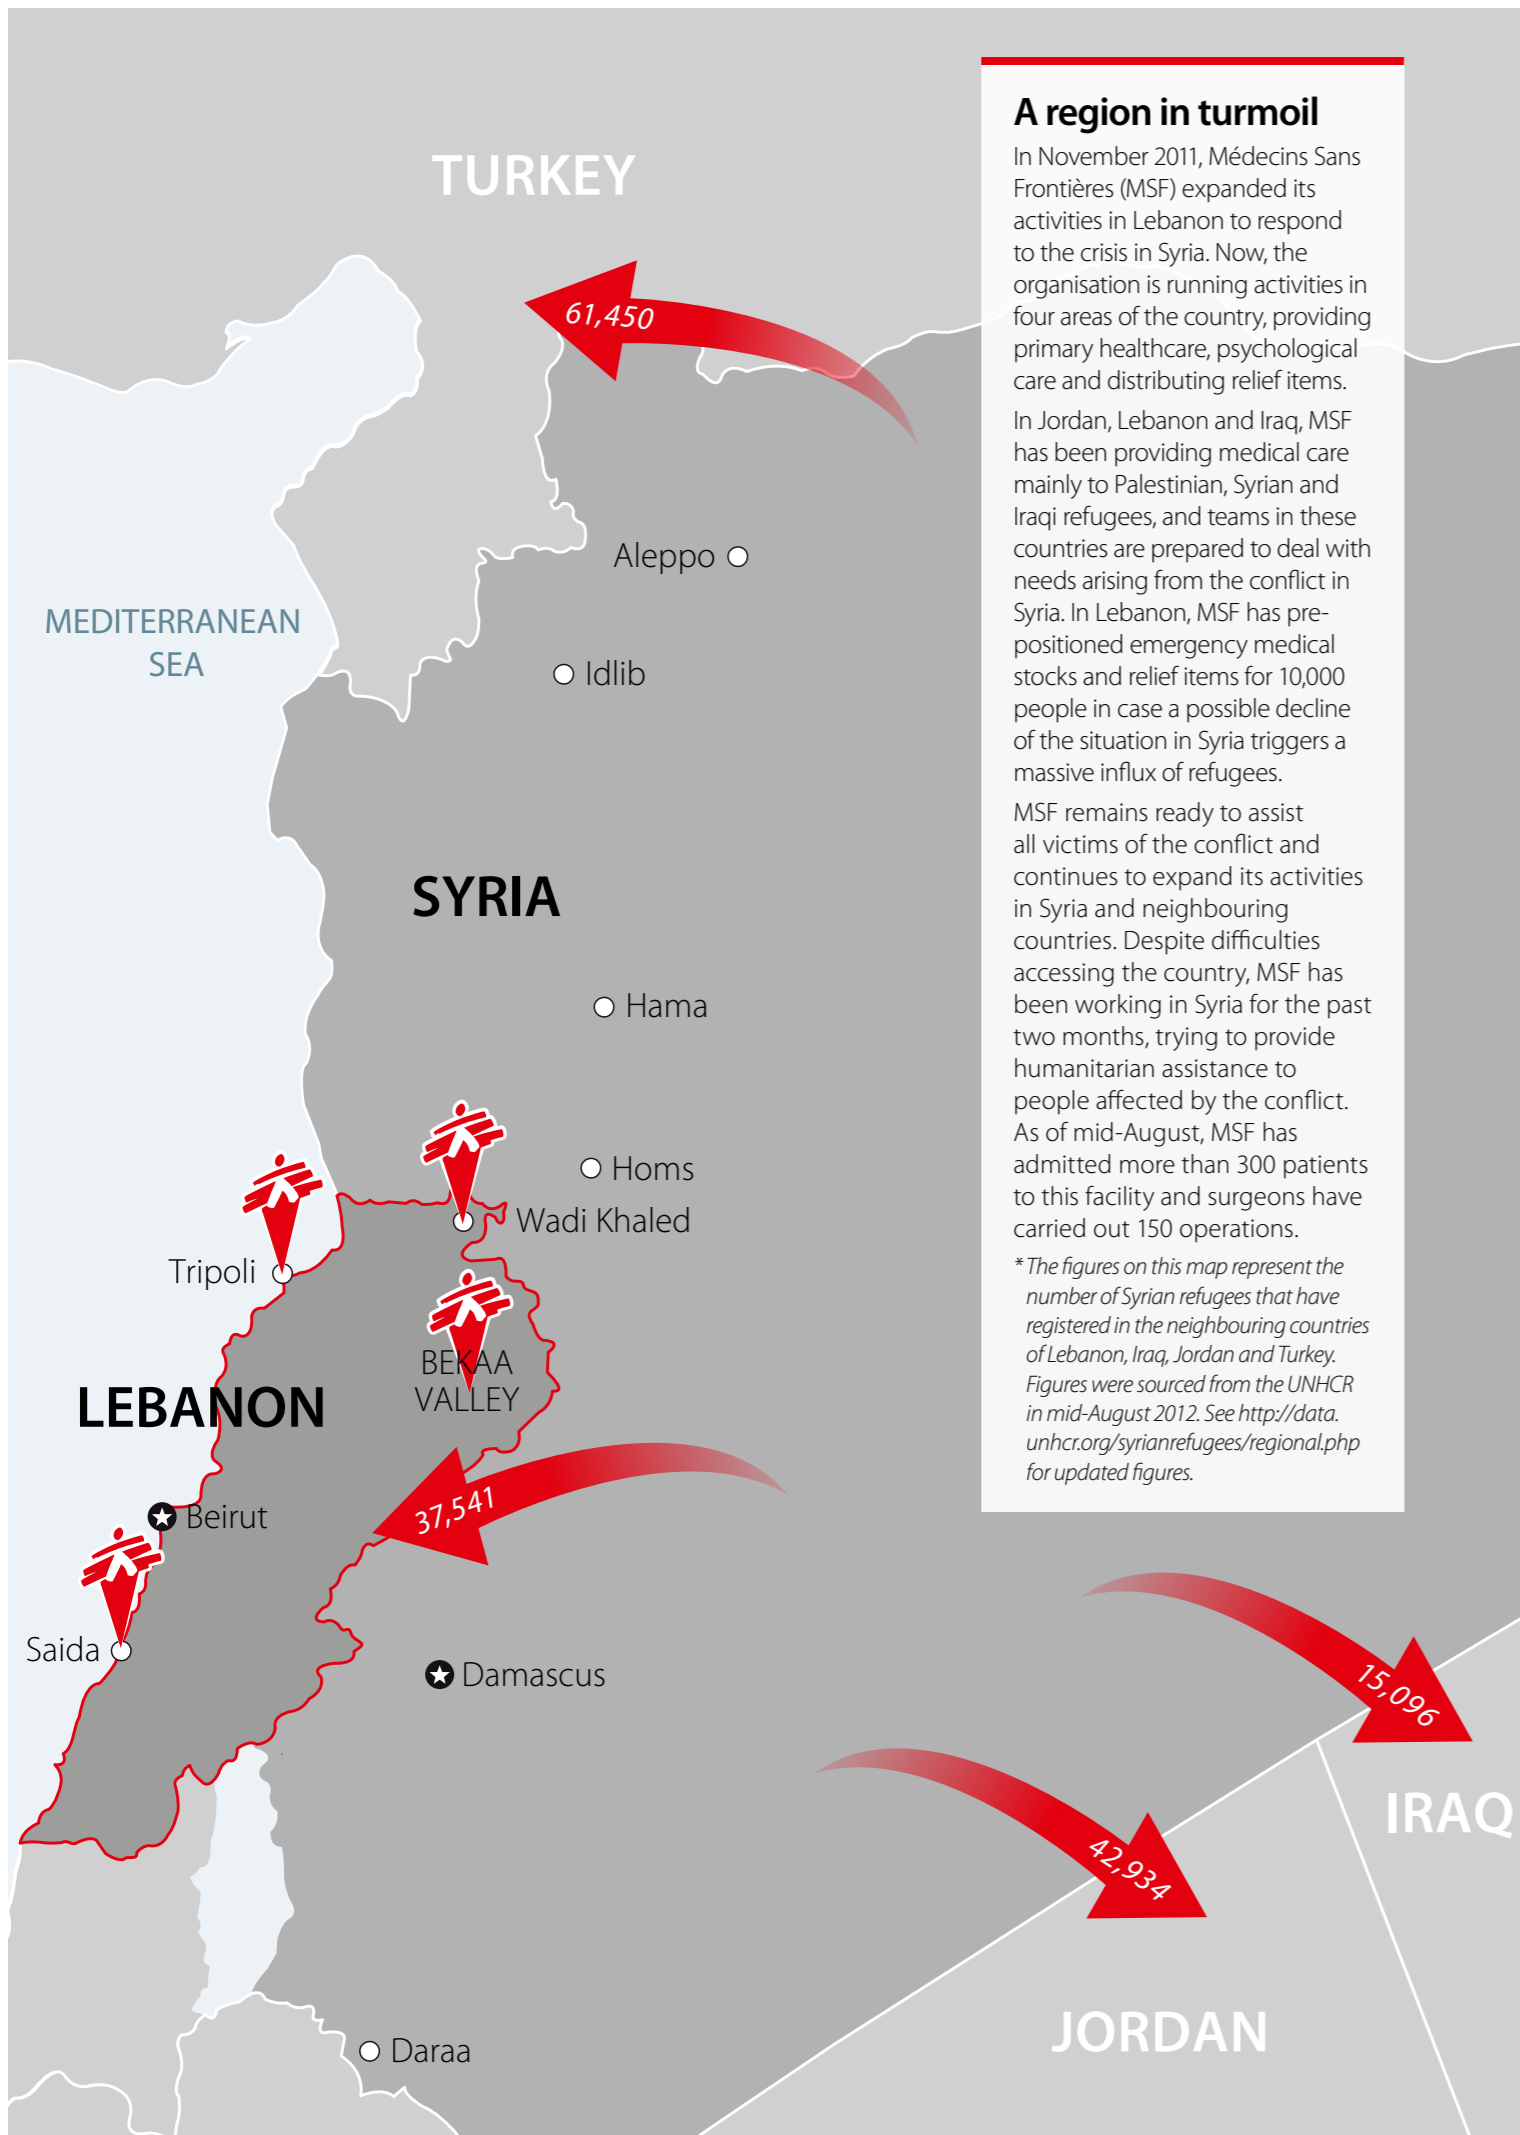 TURKEY
61,450
Aleppo
MEDITERRANEAN
SEA
Idlib
SYRIA
Hama
Homs
Wadi Khaled
Tripoli
BEKAA
VALLEY
LEBANON
37,541
Beirut
Saida
Damascus
15,096
42,934
IRAQ
JORDAN
Daraa
A region in turmoil
In November 2011, Médecins Sans
Frontières (MSF) expanded its
activities in Lebanon to respond
to the crisis in Syria. Now, the
organisation is running activities in
four areas of the country, providing
primary healthcare, psychological
care and distributing relief items.
In Jordan, Lebanon and Iraq, MSF
has been providing medical care
mainly to Palestinian, Syrian and
Iraqi refugees, and teams in these
countries are prepared to deal with
needs arising from the conflict in
Syria. In Lebanon, MSF has pre-
positioned emergency medical
stocks and relief items for 10,000
people in case a possible decline
of the situation in Syria triggers a
massive influx of refugees.
MSF remains ready to assist
all victims of the conflict and
continues to expand its activities
in Syria and neighbouring
countries. Despite difficulties
accessing the country, MSF has
been working in Syria for the past
two months, trying to provide
humanitarian assistance to
people affected by the conflict.
As of mid-August, MSF has
admitted more than 300 patients
to this facility and surgeons have
carried out 150 operations.
* The figures on this map represent the
number of Syrian refugees that have
registered in the neighbouring countries
of Lebanon, Iraq, Jordan and Turkey.
Figures were sourced from the UNHCR
in mid-August 2012. See http://data.
unhcr.org/syrianrefugees/regional.php
for updated figures.